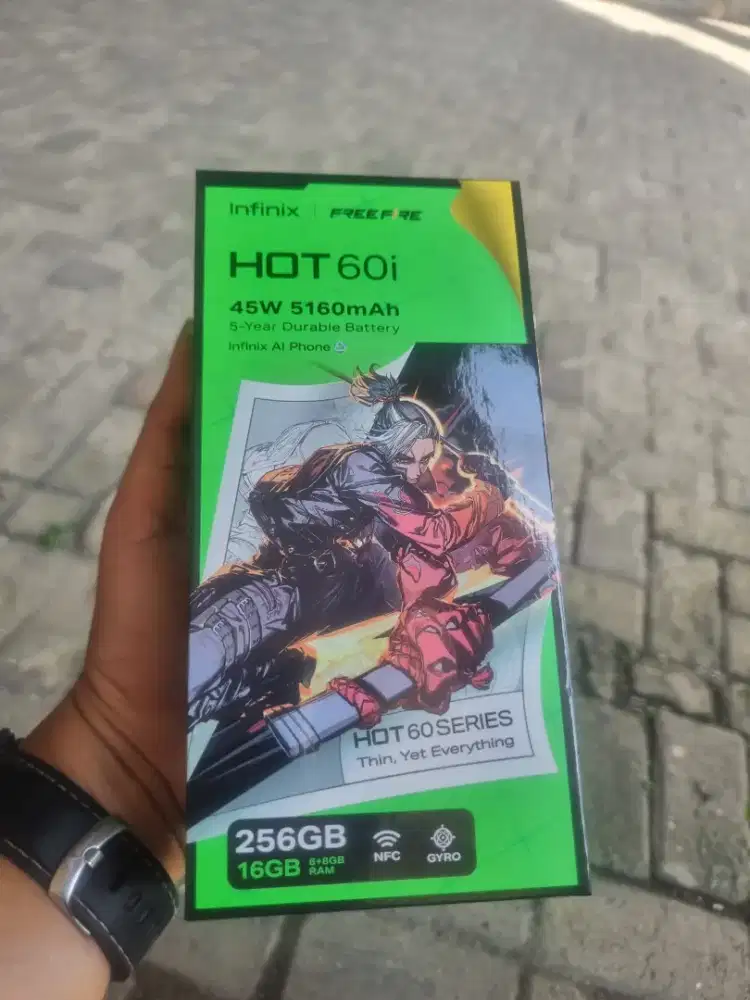 Infinix | FREE FIRE
HOT 60i
45W 5160mAh
5-Year Durable Battery
Infinix AI Phone
HOT 60 SERIES
Thin, Yet Everything
256GB
16GB 8+8GB RAM
NFC
GYRO